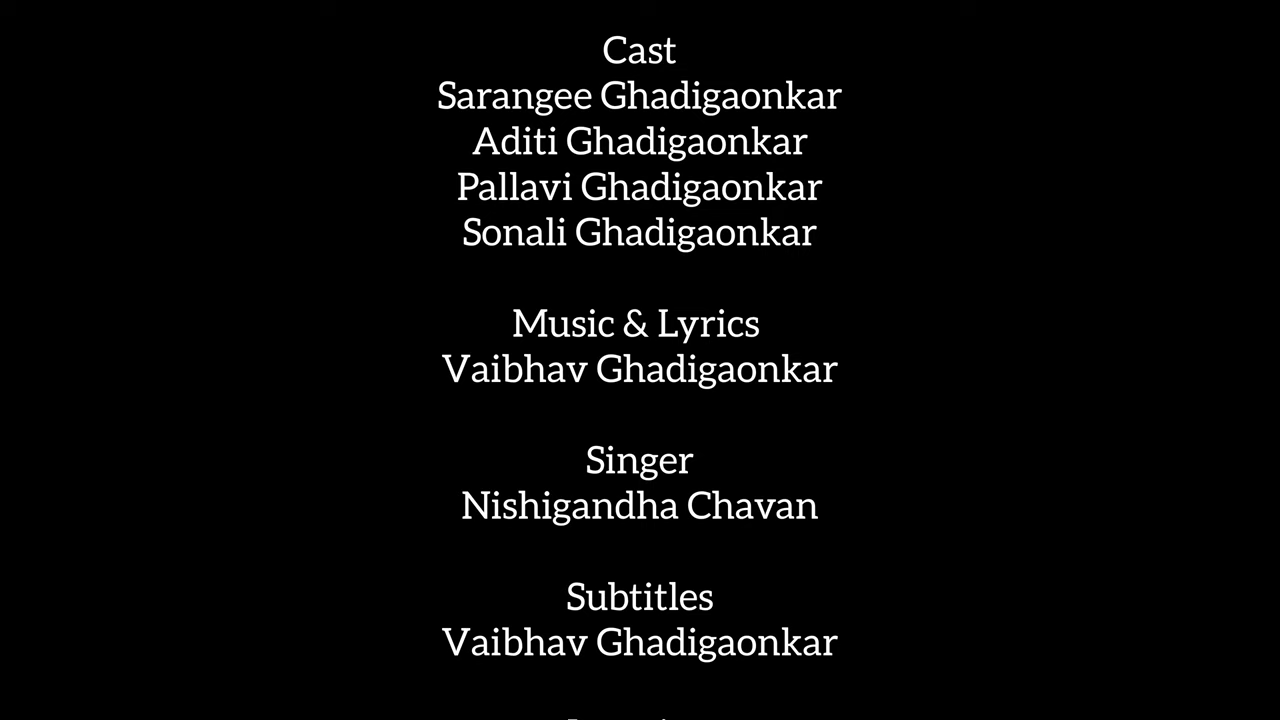 Cast
Sarangee Ghadigaonkar
Aditi Ghadigaonkar
Pallavi Ghadigaonkar
Sonali Ghadigaonkar
Music & Lyrics
Vaibhav Ghadigaonkar
Singer
Nishigandha Chavan
Subtitles
Vaibhav Ghadigaonkar